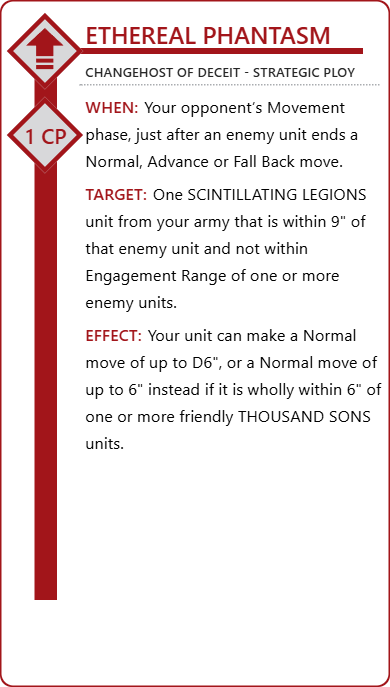 ETHEREAL PHANTASM
CHANGEHOST OF DECEIT - STRATEGIC PLOY
1 CP
WHEN: Your opponent's Movement
phase, just after an enemy unit ends a
Normal, Advance or Fall Back move.
TARGET: One SCINTILLATING LEGIONS
unit from your army that is within 9" of
that enemy unit and not within
Engagement Range of one or more
enemy units.
EFFECT: Your unit can make a Normal
move of up to D6", or a Normal move of
up to 6" instead if it is wholly within 6" of
one or more friendly THOUSAND SONS
units.